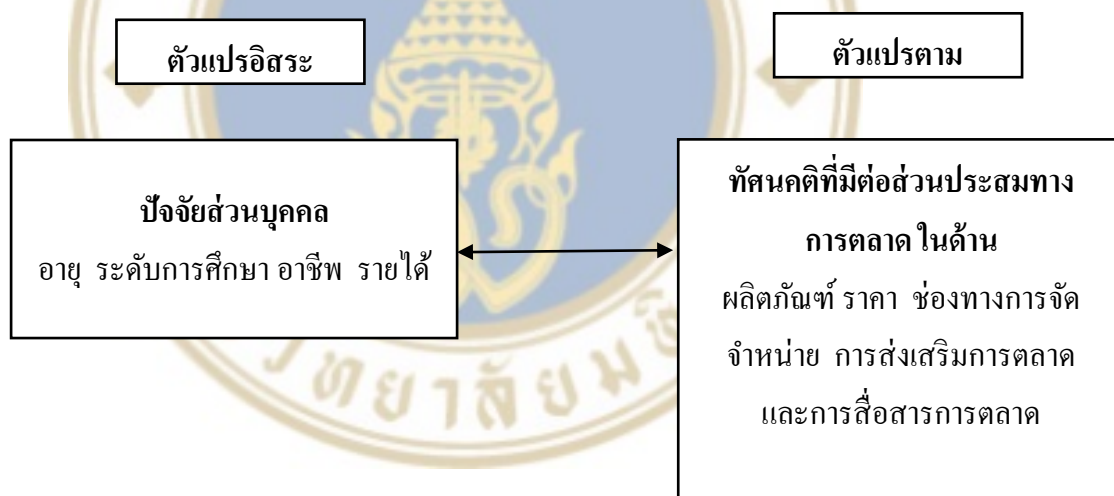 ตัวแปรอิสระ
ตัวแปรตาม
ปัจจัยส่วนบุคคล
อายุ ระดับการศึกษา อาชีพ รายได้
ทัศนคติที่มีต่อส่วนประสมทาง
การตลาด ในด้าน
ผลิตภัณฑ์ ราคา ช่องทางการจัด
จำหน่าย การส่งเสริมการตลาด
และการสื่อสารการตลาด
วิทยาลัยม